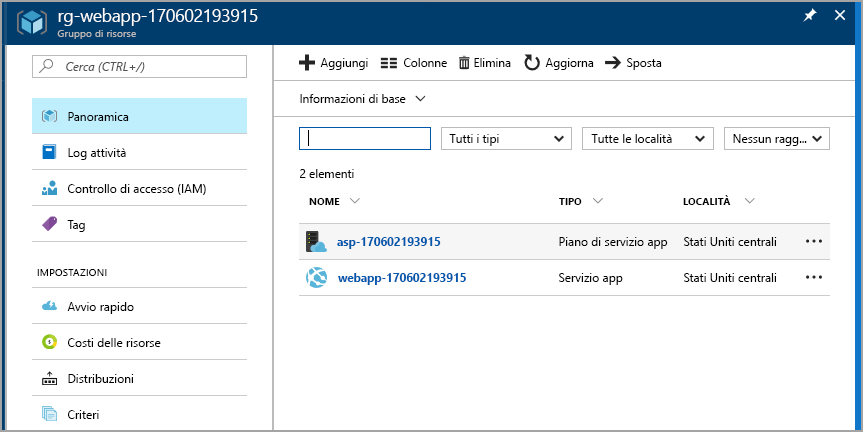 rg-webapp-170602193915
Gruppo di risorse
Cerca (CTRL+/)
Panoramica
Log attività
Controllo di accesso (IAM)
Tag
IMPOSTAZIONI
Avvio rapido
Costi delle risorse
Distribuzioni
Criteri
Aggiungi Colonne Elimina Aggiorna Sposta
Informazioni di base
Tutti i tipi Tutte le località Nessun ragg...
2 elementi
NOME TIPO LOCALITÀ
asp-170602193915 Piano di servizio app Stati Uniti centrali
webapp-170602193915 Servizio app Stati Uniti centrali